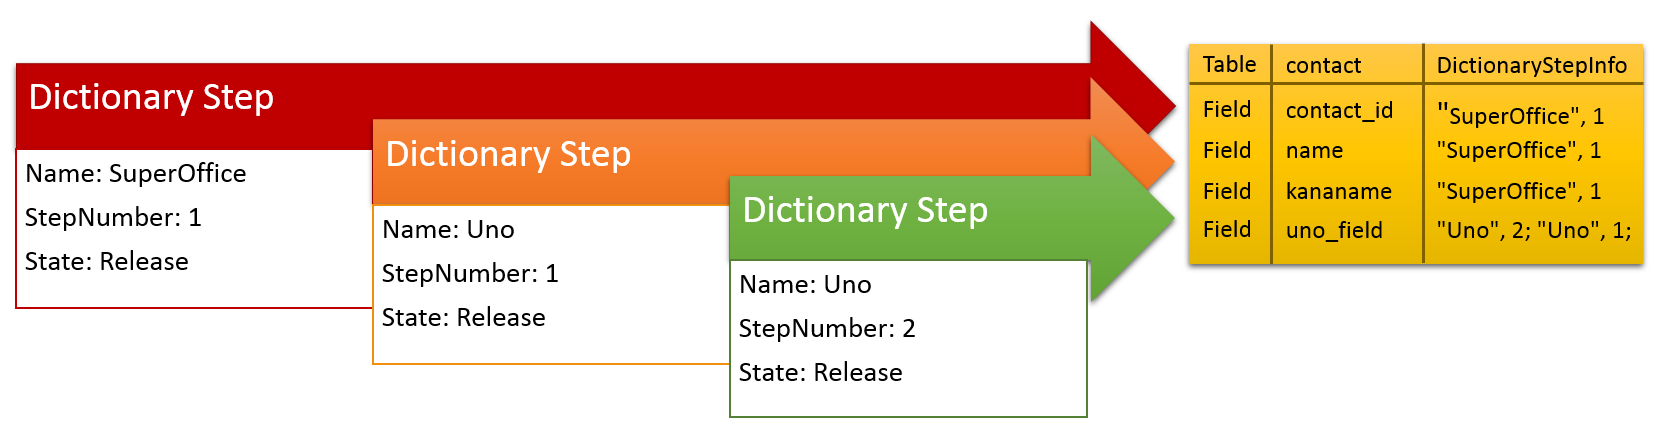 Dictionary Step
Name: SuperOffice
StepNumber: 1
State: Release
Dictionary Step
Name: Uno
StepNumber: 1
State: Release
Dictionary Step
Name: Uno
StepNumber: 2
State: Release
Table contact DictionaryStepInfo
Field contact_id "SuperOffice", 1
Field name "SuperOffice", 1
Field kananame "SuperOffice", 1
Field uno_field "Uno", 2; "Uno", 1;